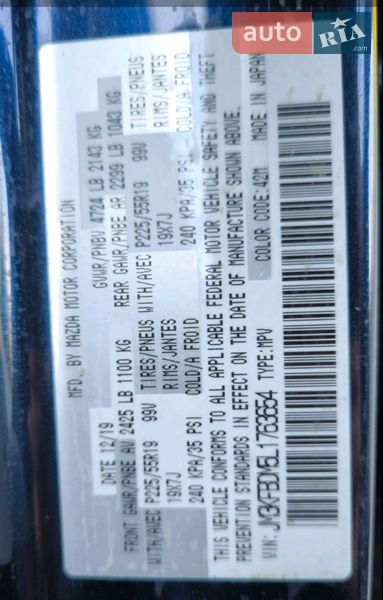 auto RIA.com
MFD. BY MAZDA MOTOR CORPORATION
DATE 12/19 GVWR/PNBV 4724 LB 2143 KG
FRONT GAWR/PNBE AV 2425 LB 1100 KG REAR GAWR/PNBE AR 2299 LB 1043 KG
WITH/AVEC P225/55R19 99V TIRES/PNEUS WITH/AVEC P225/55R19 99V TIRES/PNEUS
19X7J RIMS/JANTES 19X7J RIMS/JANTES
240 KPA/35 PSI COLD/A FROID 240 KPA/35 PSI COLD/A FROID
THIS VEHICLE CONFORMS TO ALL APPLICABLE FEDERAL MOTOR VEHICLE SAFETY AND THEFT
PREVENTION STANDARDS IN EFFECT ON THE DATE OF MANUFACTURE SHOWN ABOVE.
COLOR CODE:42M MADE IN JAPAN
VIN: JM3KFBDM5L1763654 TYPE:MPV